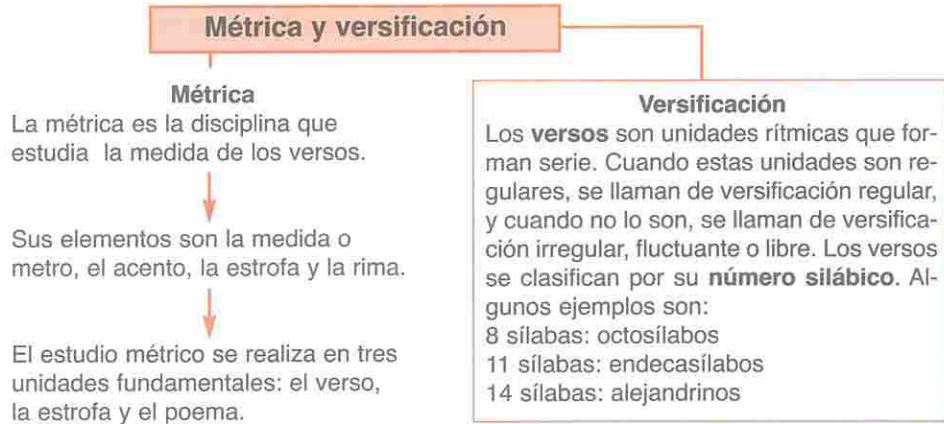 Métrica y versificación
Métrica
La métrica es la disciplina que
estudia la medida de los versos.
Sus elementos son la medida o
metro, el acento, la estrofa y la rima.
El estudio métrico se realiza en tres
unidades fundamentales: el verso,
la estrofa y el poema.
Versificación
Los versos son unidades rítmicas que for-
man serie. Cuando estas unidades son re-
gulares, se llaman de versificación regular,
y cuando no lo son, se llaman de versifica-
ción irregular, fluctuante o libre. Los versos
se clasifican por su número silábico. Al-
gunos ejemplos son:
8 sílabas: octosílabos
11 sílabas: endecasílabos
14 sílabas: alejandrinos